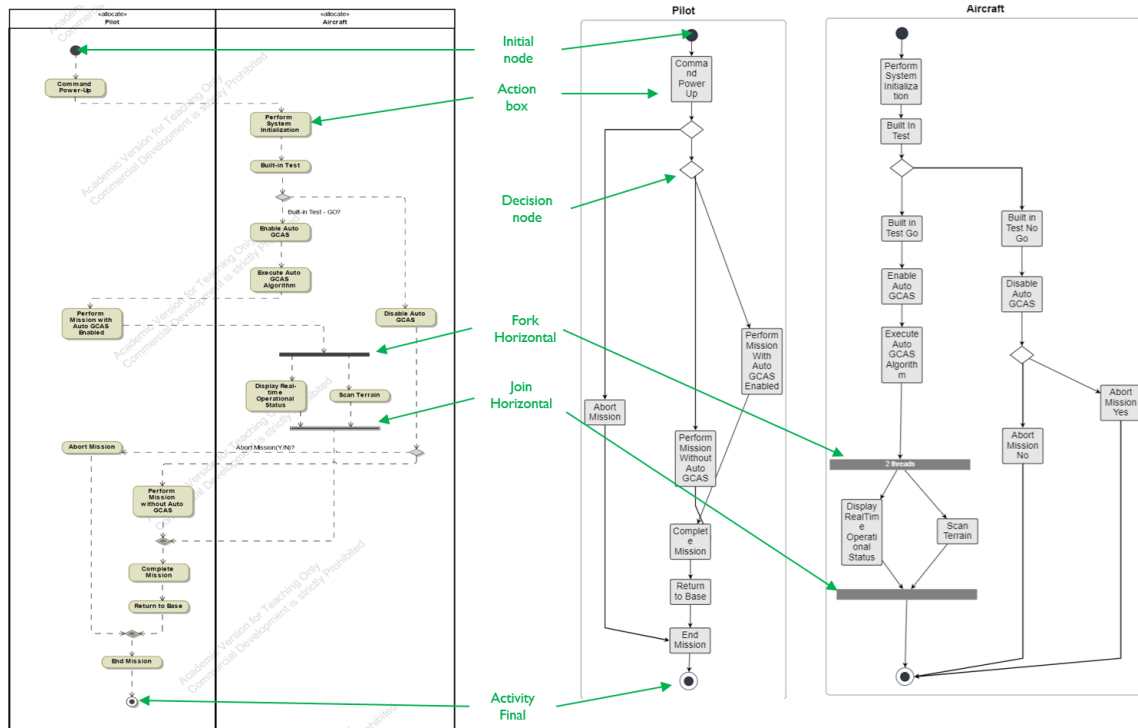 «allocate»
Pilot
«allocate»
Aircraft
Academic Version for Teaching Only
Commercial Development is strictly Prohibited
Command
Power-Up
Perform
System
Initialization
Built-in Test
Built-in Test - GO?
Enable Auto
GCAS
Execute Auto
GCAS
Algorithm
Perform
Mission with
Auto GCAS
Enabled
Disable Auto GCAS
Display Real-
time
Operational
Status
Scan Terrain
Abort Mission
Abort Mission(Y/N)?
Perform
Mission
without Auto
GCAS
Complete
Mission
Return to Base
End Mission
Initial
node
Action
box
Decision
node
Fork
Horizontal
Join
Horizontal
Activity
Final
Pilot
Comma
nd
Power
Up
Perform
Mission
With
Auto
GCAS
Enabled
Abort
Mission
Perform
Mission
Without
Auto
GCAS
Complet
e
Mission
Return
to Base
End
Mission
Aircraft
Perform
System
Initializa
tion
Built In
Test
Built in
Test Go
Built in
Test No
Go
Enable
Auto
GCAS
Disable
Auto
GCAS
Execute
Auto
GCAS
Algorith
m
Abort
Mission
Yes
Abort
Mission
No
2 threads
Display
RealTim
e
Operatio
nal
Status
Scan
Terrain